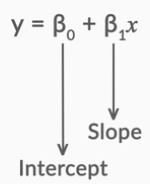 y = β₀ + β₁x
Slope
Intercept